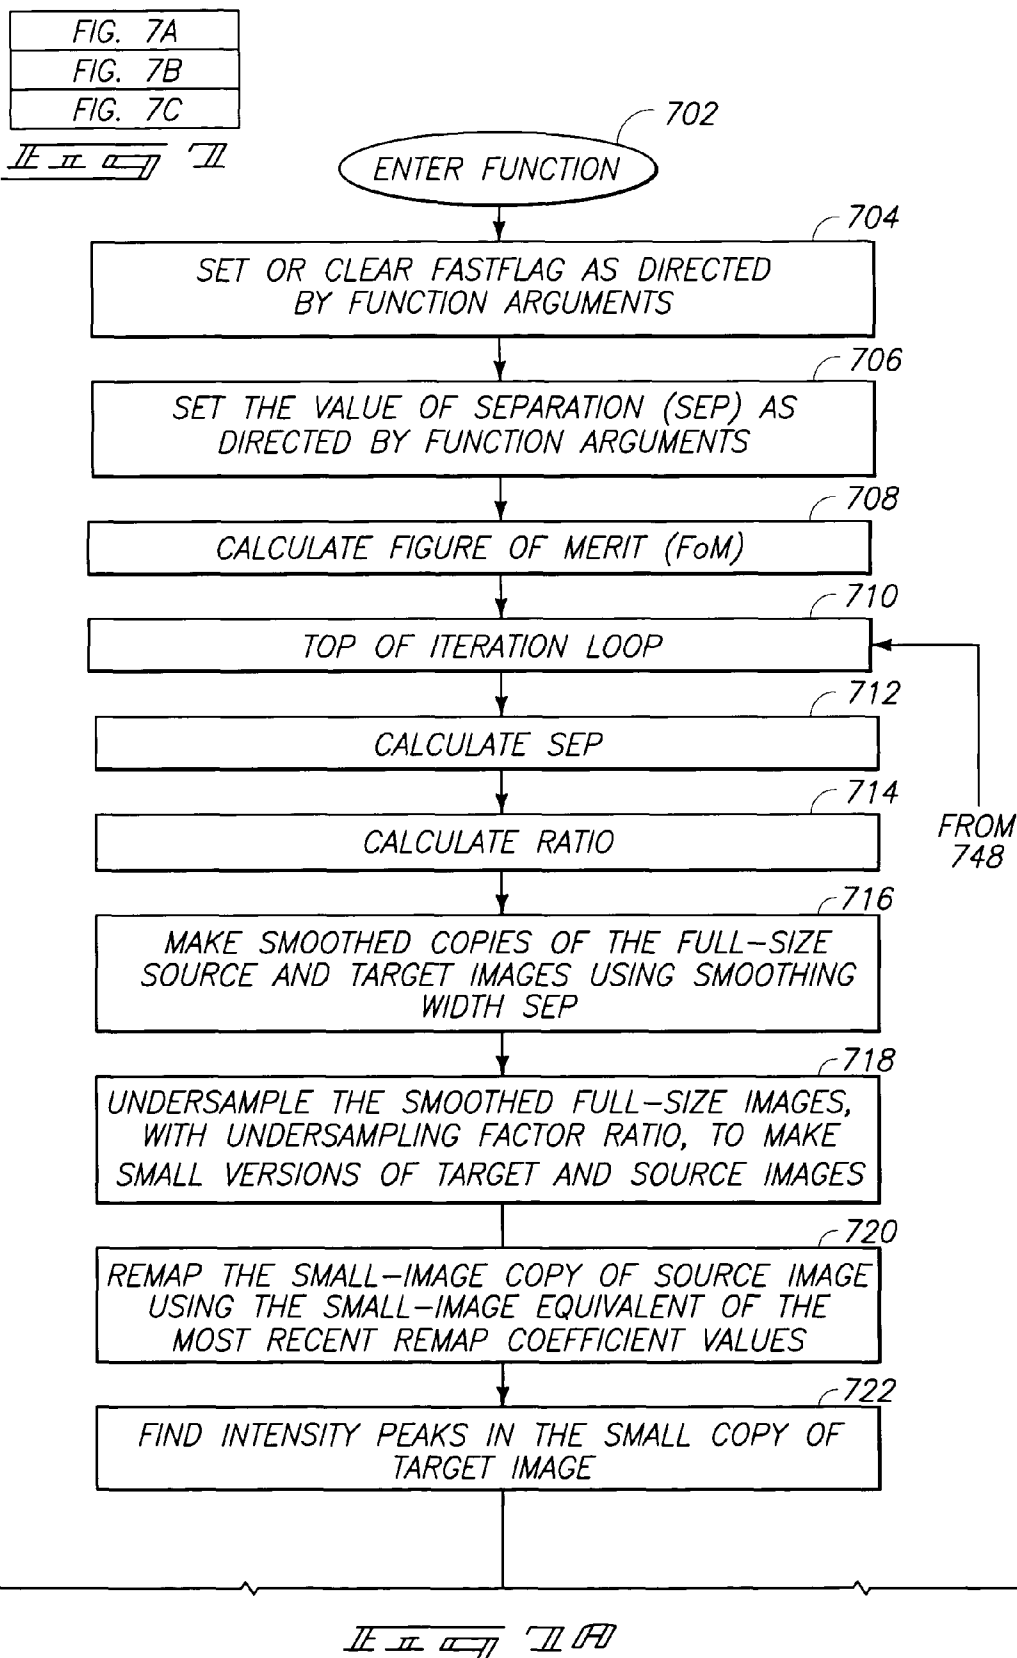 FIG. 7A
FIG. 7B
FIG. 7C
Fig 7
702
ENTER FUNCTION
704
SET OR CLEAR FASTFLAG AS DIRECTED
BY FUNCTION ARGUMENTS
706
SET THE VALUE OF SEPARATION (SEP) AS
DIRECTED BY FUNCTION ARGUMENTS
708
CALCULATE FIGURE OF MERIT (FoM)
710
TOP OF ITERATION LOOP
712
CALCULATE SEP
714
CALCULATE RATIO
FROM
748
716
MAKE SMOOTHED COPIES OF THE FULL-SIZE
SOURCE AND TARGET IMAGES USING SMOOTHING
WIDTH SEP
718
UNDERSAMPLE THE SMOOTHED FULL-SIZE IMAGES,
WITH UNDERSAMPLING FACTOR RATIO, TO MAKE
SMALL VERSIONS OF TARGET AND SOURCE IMAGES
720
REMAP THE SMALL-IMAGE COPY OF SOURCE IMAGE
USING THE SMALL-IMAGE EQUIVALENT OF THE
MOST RECENT REMAP COEFFICIENT VALUES
722
FIND INTENSITY PEAKS IN THE SMALL COPY OF
TARGET IMAGE
Fig 7A